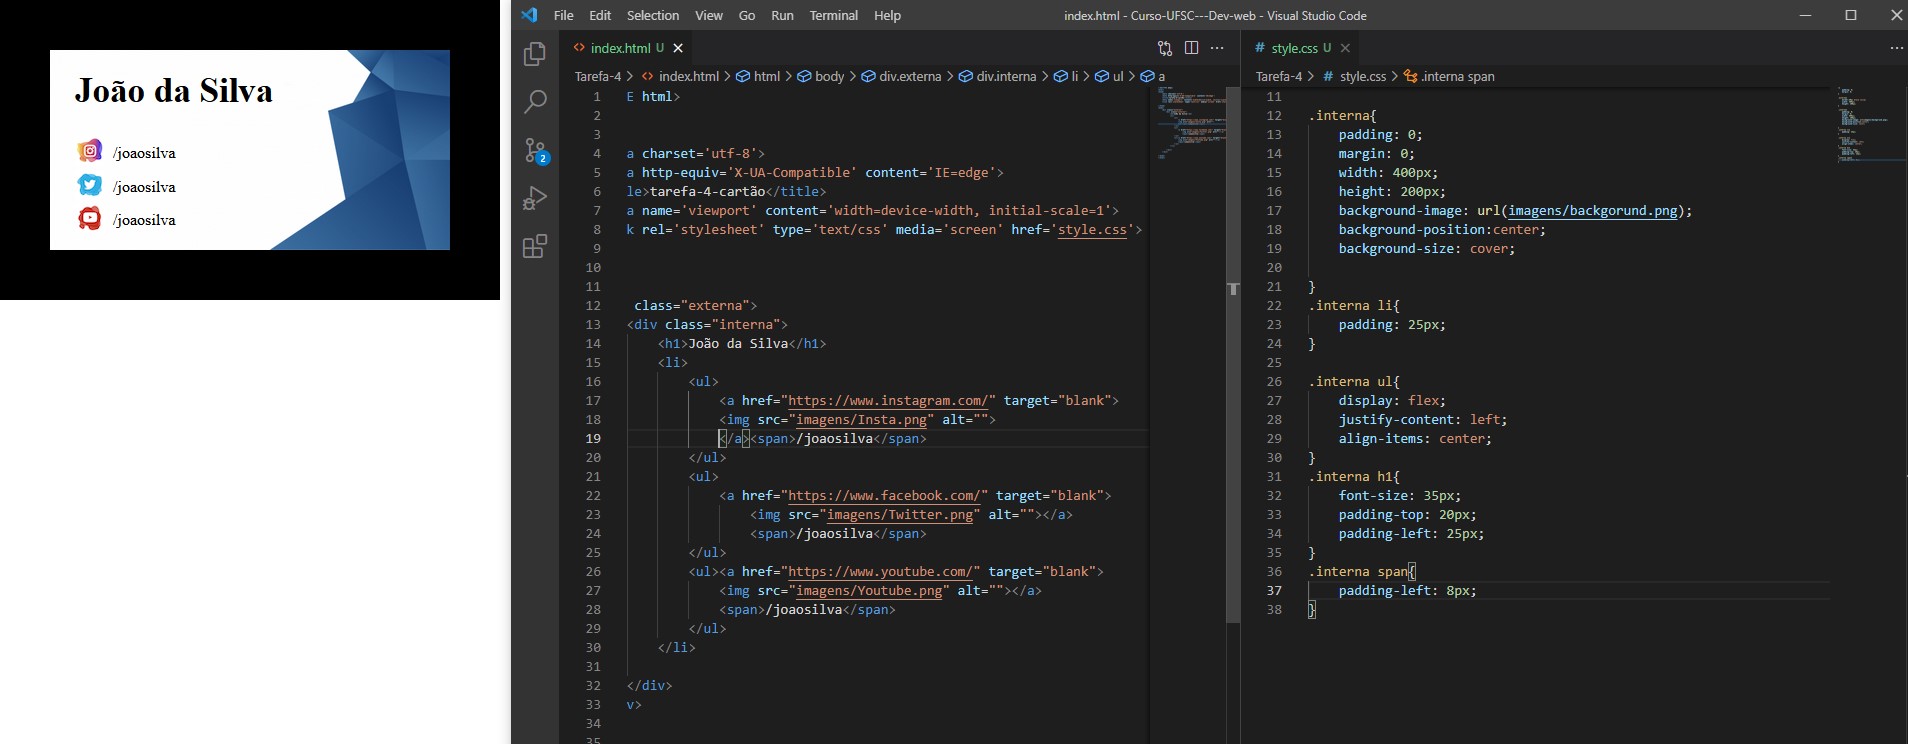 João da Silva
/joaosilva
/joaosilva
/joaosilva
File Edit Selection View Go Run Terminal Help
index.html - Curso-UFSC---Dev-web - Visual Studio Code
2
index.html U
Tarefa-4 > index.html > html > body > div.externa > div.interna > li > ul > a
1 E html>
2
3
4 a charset='utf-8'>
5 a http-equiv='X-UA-Compatible' content='IE=edge'>
6 le>tarefa-4-cartão</title>
7 a name='viewport' content='width=device-width, initial-scale=1'>
8 k rel='stylesheet' type='text/css' media='screen' href='style.css'>
9
10
11
12 class="externa">
13 <div class="interna">
14 <h1>João da Silva</h1>
15 <li>
16 <ul>
17 <a href="https://www.instagram.com/" target="blank">
18 <img src="imagens/Insta.png" alt="">
19 </a><span>/joaosilva</span>
20 </ul>
21 <ul>
22 <a href="https://www.facebook.com/" target="blank">
23 <img src="imagens/Twitter.png" alt=""></a>
24 <span>/joaosilva</span>
25 </ul>
26 <ul><a href="https://www.youtube.com/" target="blank">
27 <img src="imagens/Youtube.png" alt=""></a>
28 <span>/joaosilva</span>
29 </ul>
30 </li>
31
32 </div>
33 v>
34
35
# style.css U
Tarefa-4 > # style.css > .interna span
11
12 .interna{
13 padding: 0;
14 margin: 0;
15 width: 400px;
16 height: 200px;
17 background-image: url(imagens/backgorund.png);
18 background-position:center;
19 background-size: cover;
20
21 }
22 .interna li{
23 padding: 25px;
24 }
25
26 .interna ul{
27 display: flex;
28 justify-content: left;
29 align-items: center;
30 }
31 .interna h1{
32 font-size: 35px;
33 padding-top: 20px;
34 padding-left: 25px;
35 }
36 .interna span{
37 padding-left: 8px;
38 }